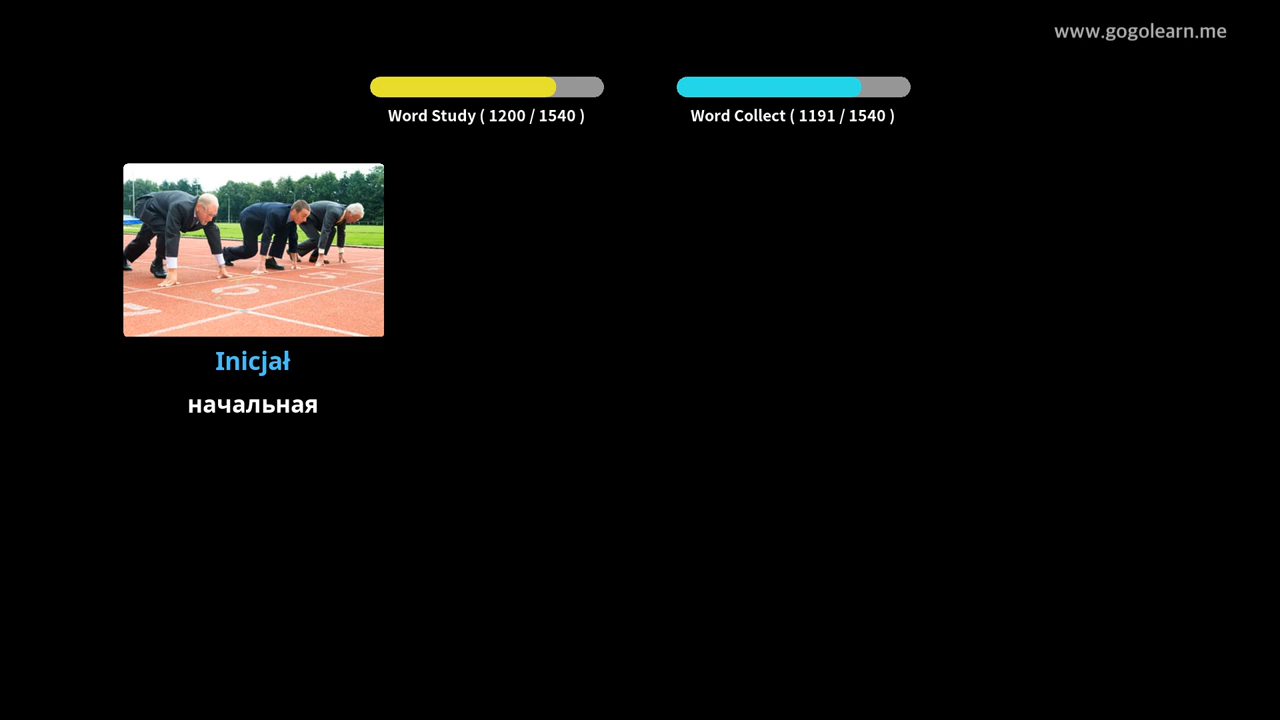 www.gogolearn.me
Word Study ( 1200 / 1540 )
Word Collect ( 1191 / 1540 )
Inicjał
начальная